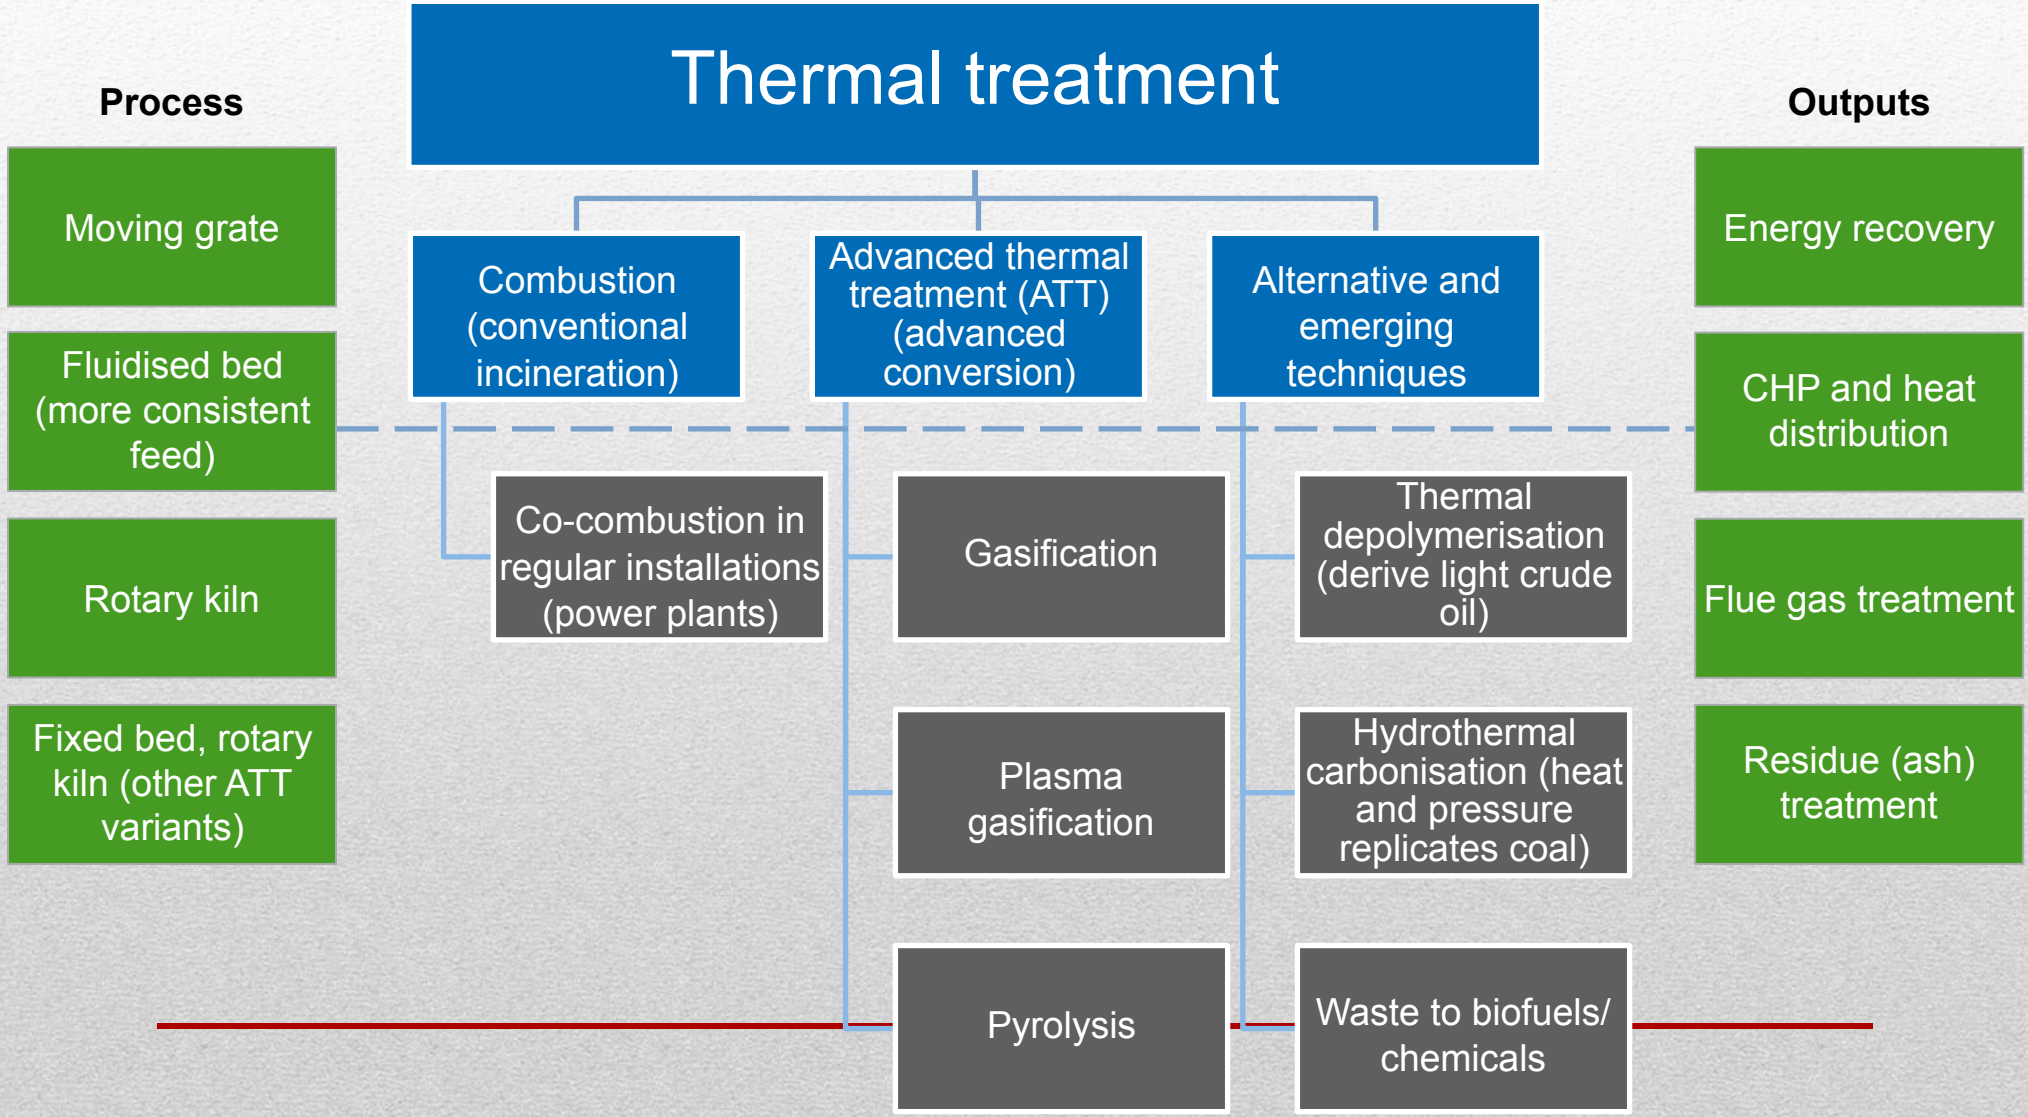 Thermal treatment
Process
Moving grate
Fluidised bed
(more consistent
feed)
Rotary kiln
Fixed bed, rotary
kiln (other ATT
variants)
Combustion
(conventional
incineration)
Co-combustion in
regular installations
(power plants)
Advanced thermal
treatment (ATT)
(advanced
conversion)
Gasification
Plasma
gasification
Pyrolysis
Alternative and
emerging
techniques
Thermal
depolymerisation
(derive light crude
oil)
Hydrothermal
carbonisation (heat
and pressure
replicates coal)
Waste to biofuels/
chemicals
Outputs
Energy recovery
CHP and heat
distribution
Flue gas treatment
Residue (ash)
treatment